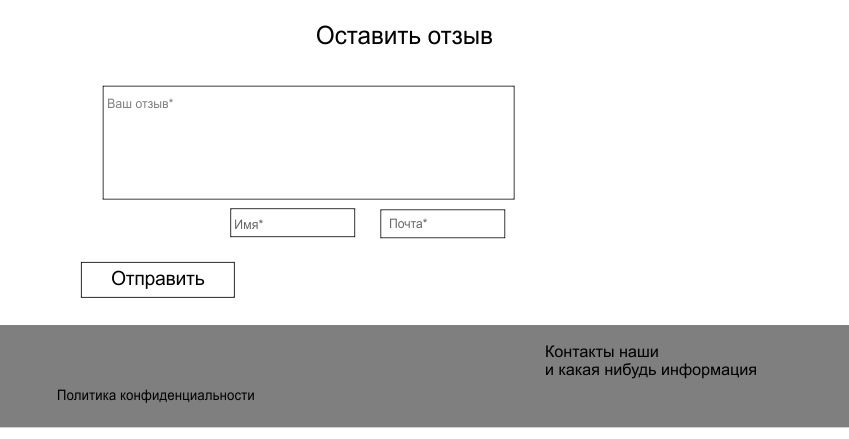 Оставить отзыв
Ваш отзыв*
Имя*
Почта*
Отправить
Контакты наши
и какая нибудь информация
Политика конфиденциальности